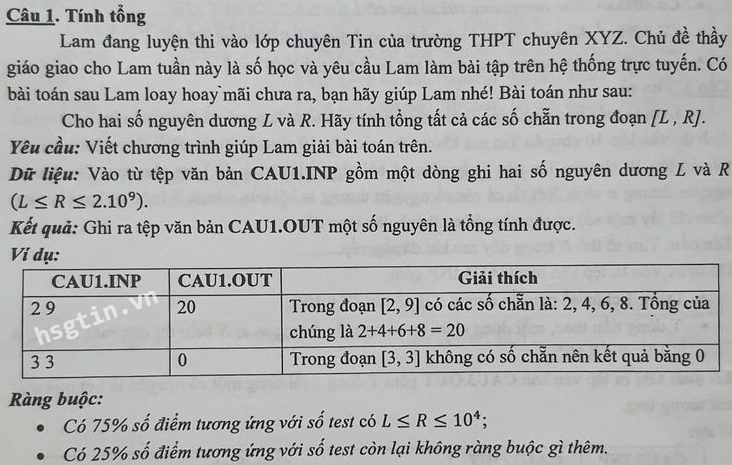 Câu 1. Tính tổng
Lam đang luyện thi vào lớp chuyên Tin của trường THPT chuyên XYZ. Chủ đề thầy
giáo giao cho Lam tuần này là số học và yêu cầu Lam làm bài tập trên hệ thống trực tuyến. Có
bài toán sau Lam loay hoay mãi chưa ra, bạn hãy giúp Lam nhé! Bài toán như sau:
Cho hai số nguyên dương L và R. Hãy tính tổng tất cả các số chẵn trong đoạn [L , R].
Yêu cầu: Viết chương trình giúp Lam giải bài toán trên.
Dữ liệu: Vào từ tệp văn bản CAU1.INP gồm một dòng ghi hai số nguyên dương L và R
(L ≤ R ≤ 2.10⁹).
Kết quả: Ghi ra tệp văn bản CAU1.OUT một số nguyên là tổng tính được.
Ví dụ:
CAU1.INP CAU1.OUT Giải thích
2 9 20 Trong đoạn [2, 9] có các số chẵn là: 2, 4, 6, 8. Tổng của
chúng là 2+4+6+8 = 20
hsgtin.vn
3 3 0 Trong đoạn [3, 3] không có số chẵn nên kết quả bằng 0
Ràng buộc:
• Có 75% số điểm tương ứng với số test có L ≤ R ≤ 10⁴;
• Có 25% số điểm tương ứng với số test còn lại không ràng buộc gì thêm.